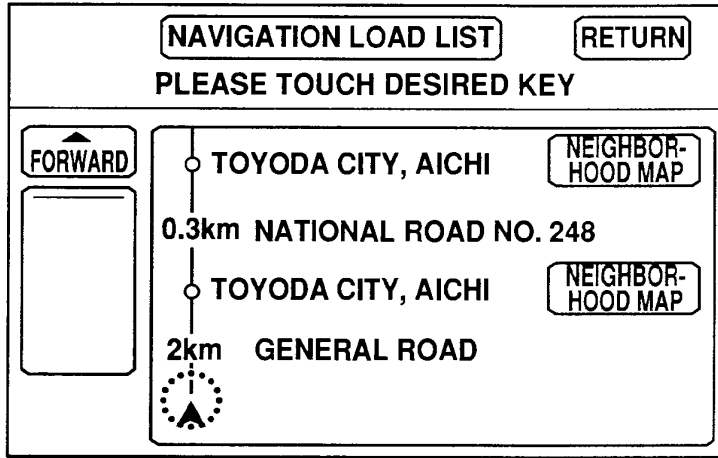 NAVIGATION LOAD LIST
RETURN
PLEASE TOUCH DESIRED KEY
FORWARD
TOYODA CITY, AICHI
NEIGHBOR-
HOOD MAP
0.3km NATIONAL ROAD NO. 248
TOYODA CITY, AICHI
NEIGHBOR-
HOOD MAP
2km GENERAL ROAD